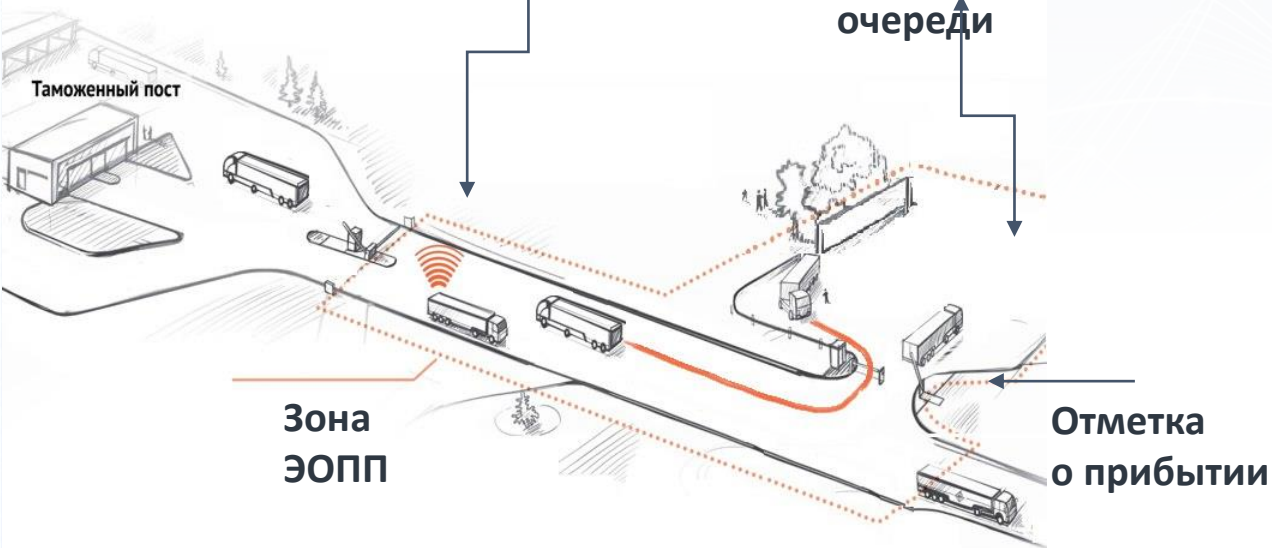 очереди
Таможенный пост
Зона
ЭОПП
Отметка
о прибытии